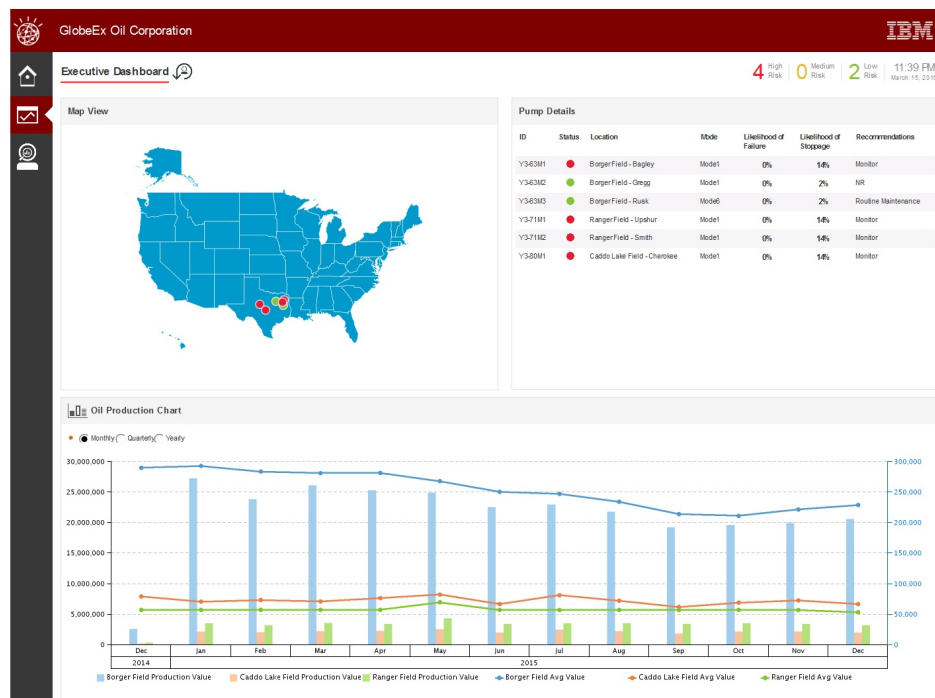 GlobeEx Oil Corporation
IBM
Executive Dashboard
4 High Risk 0 Medium Risk 2 Low Risk 11:39 PM
Map View
Pump Details
ID Status Location Mode Likelihood of Failure Likelihood of Stoppage Recommendations
Y3-63M1 Borger Field - Bagley Mode1 0% 14% Monitor
Y3-63M2 Borger Field - Gregg Mode1 0% 2% NR
Y3-63M3 Borger Field - Rusk Mode6 0% 2% Routine Maintenance
Y3-71M1 Ranger Field - Upshur Mode1 0% 14% Monitor
Y3-71M2 Ranger Field - Smith Mode1 0% 14% Monitor
Y3-80M1 Caddo Lake Field - Cherokee Mode1 0% 14% Monitor
Oil Production Chart
Monthly Quarterly Yearly
30,000,000 300,000
25,000,000 250,000
20,000,000 200,000
15,000,000 150,000
10,000,000 100,000
5,000,000 50,000
0 0
Dec Jan Feb Mar Apr May Jun Jul Aug Sep Oct Nov Dec
2014 2015
Borger Field Production Value Caddo Lake Field Production Value Ranger Field Production Value Borger Field Avg Value Caddo Lake Field Avg Value Ranger Field Avg Value